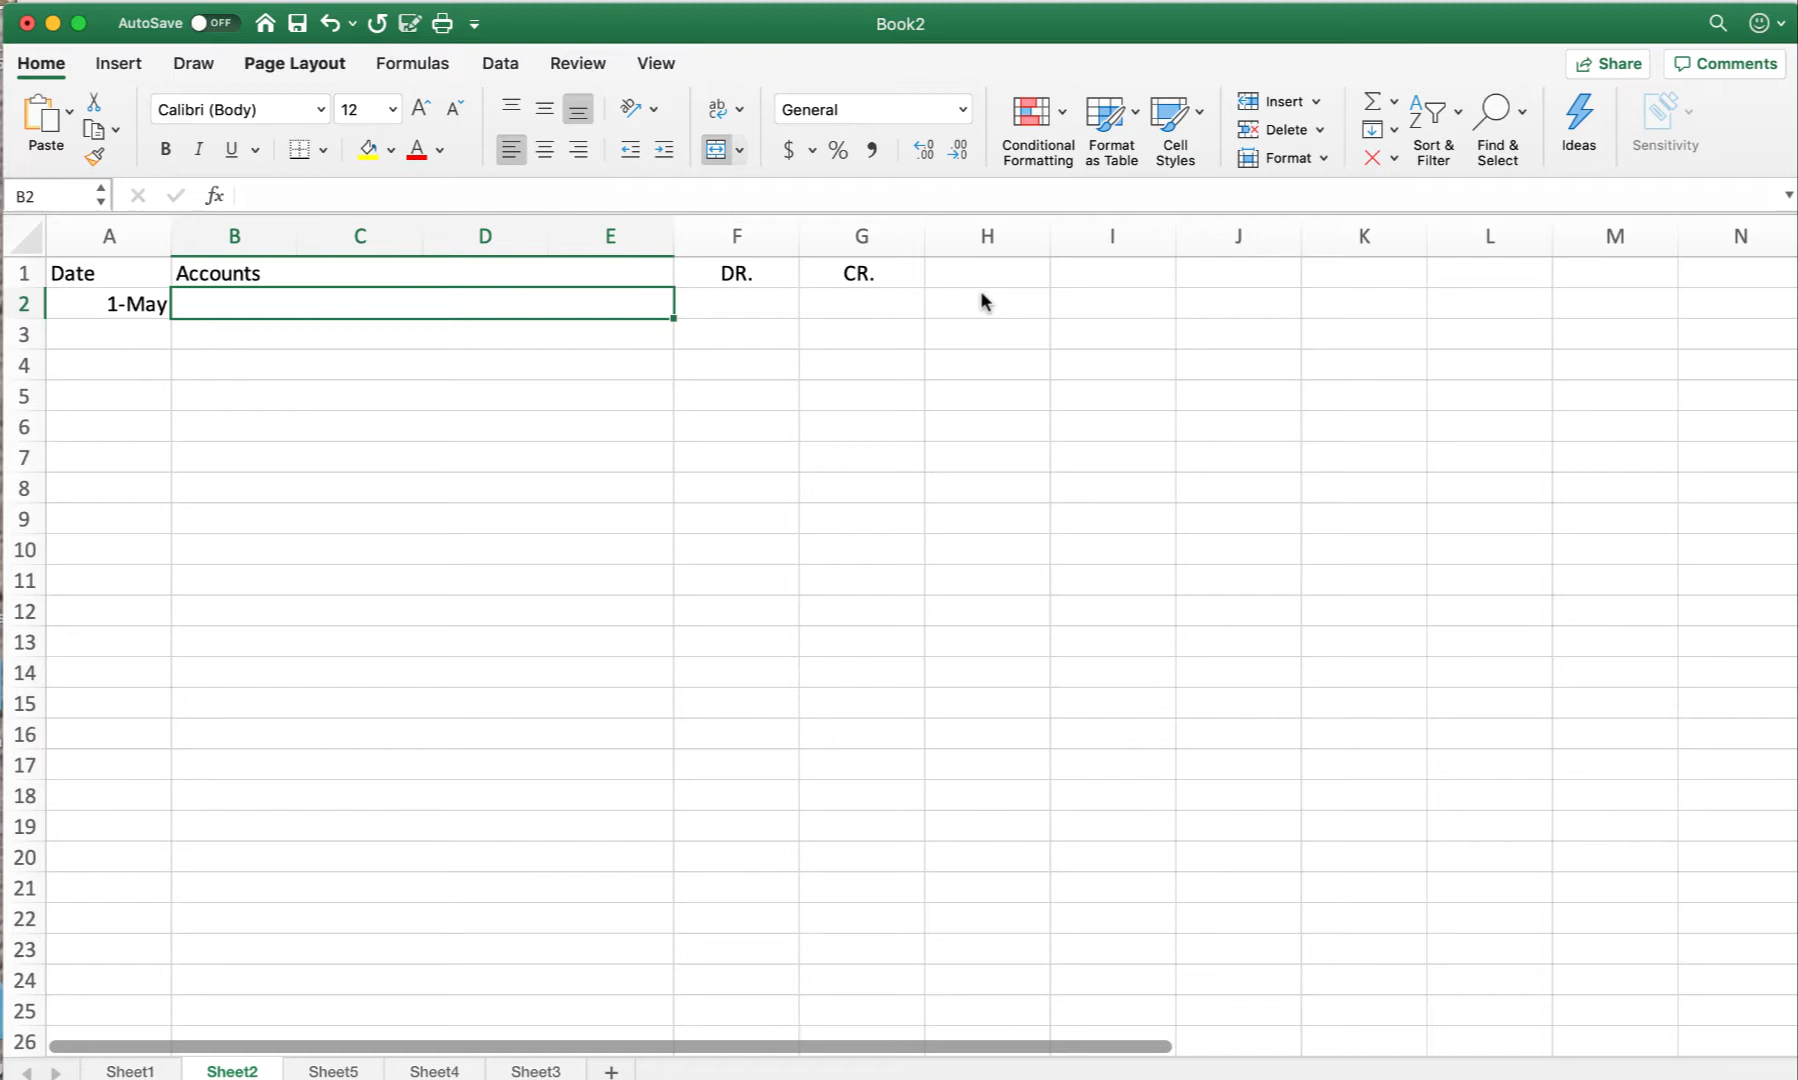 AutoSave OFF Book2
Home Insert Draw Page Layout Formulas Data Review View Share Comments
Paste Calibri (Body) 12 A A ab General Conditional Formatting Format as Table Cell Styles Insert Delete Format Sort & Filter Find & Select Ideas Sensitivity
B I U A $ % .00 .00
B2 fx
A B C D E F G H I J K L M N
1 Date Accounts DR. CR.
2 1-May
3
4
5
6
7
8
9
10
11
12
13
14
15
16
17
18
19
20
21
22
23
24
25
26
Sheet1 Sheet2 Sheet5 Sheet4 Sheet3 +